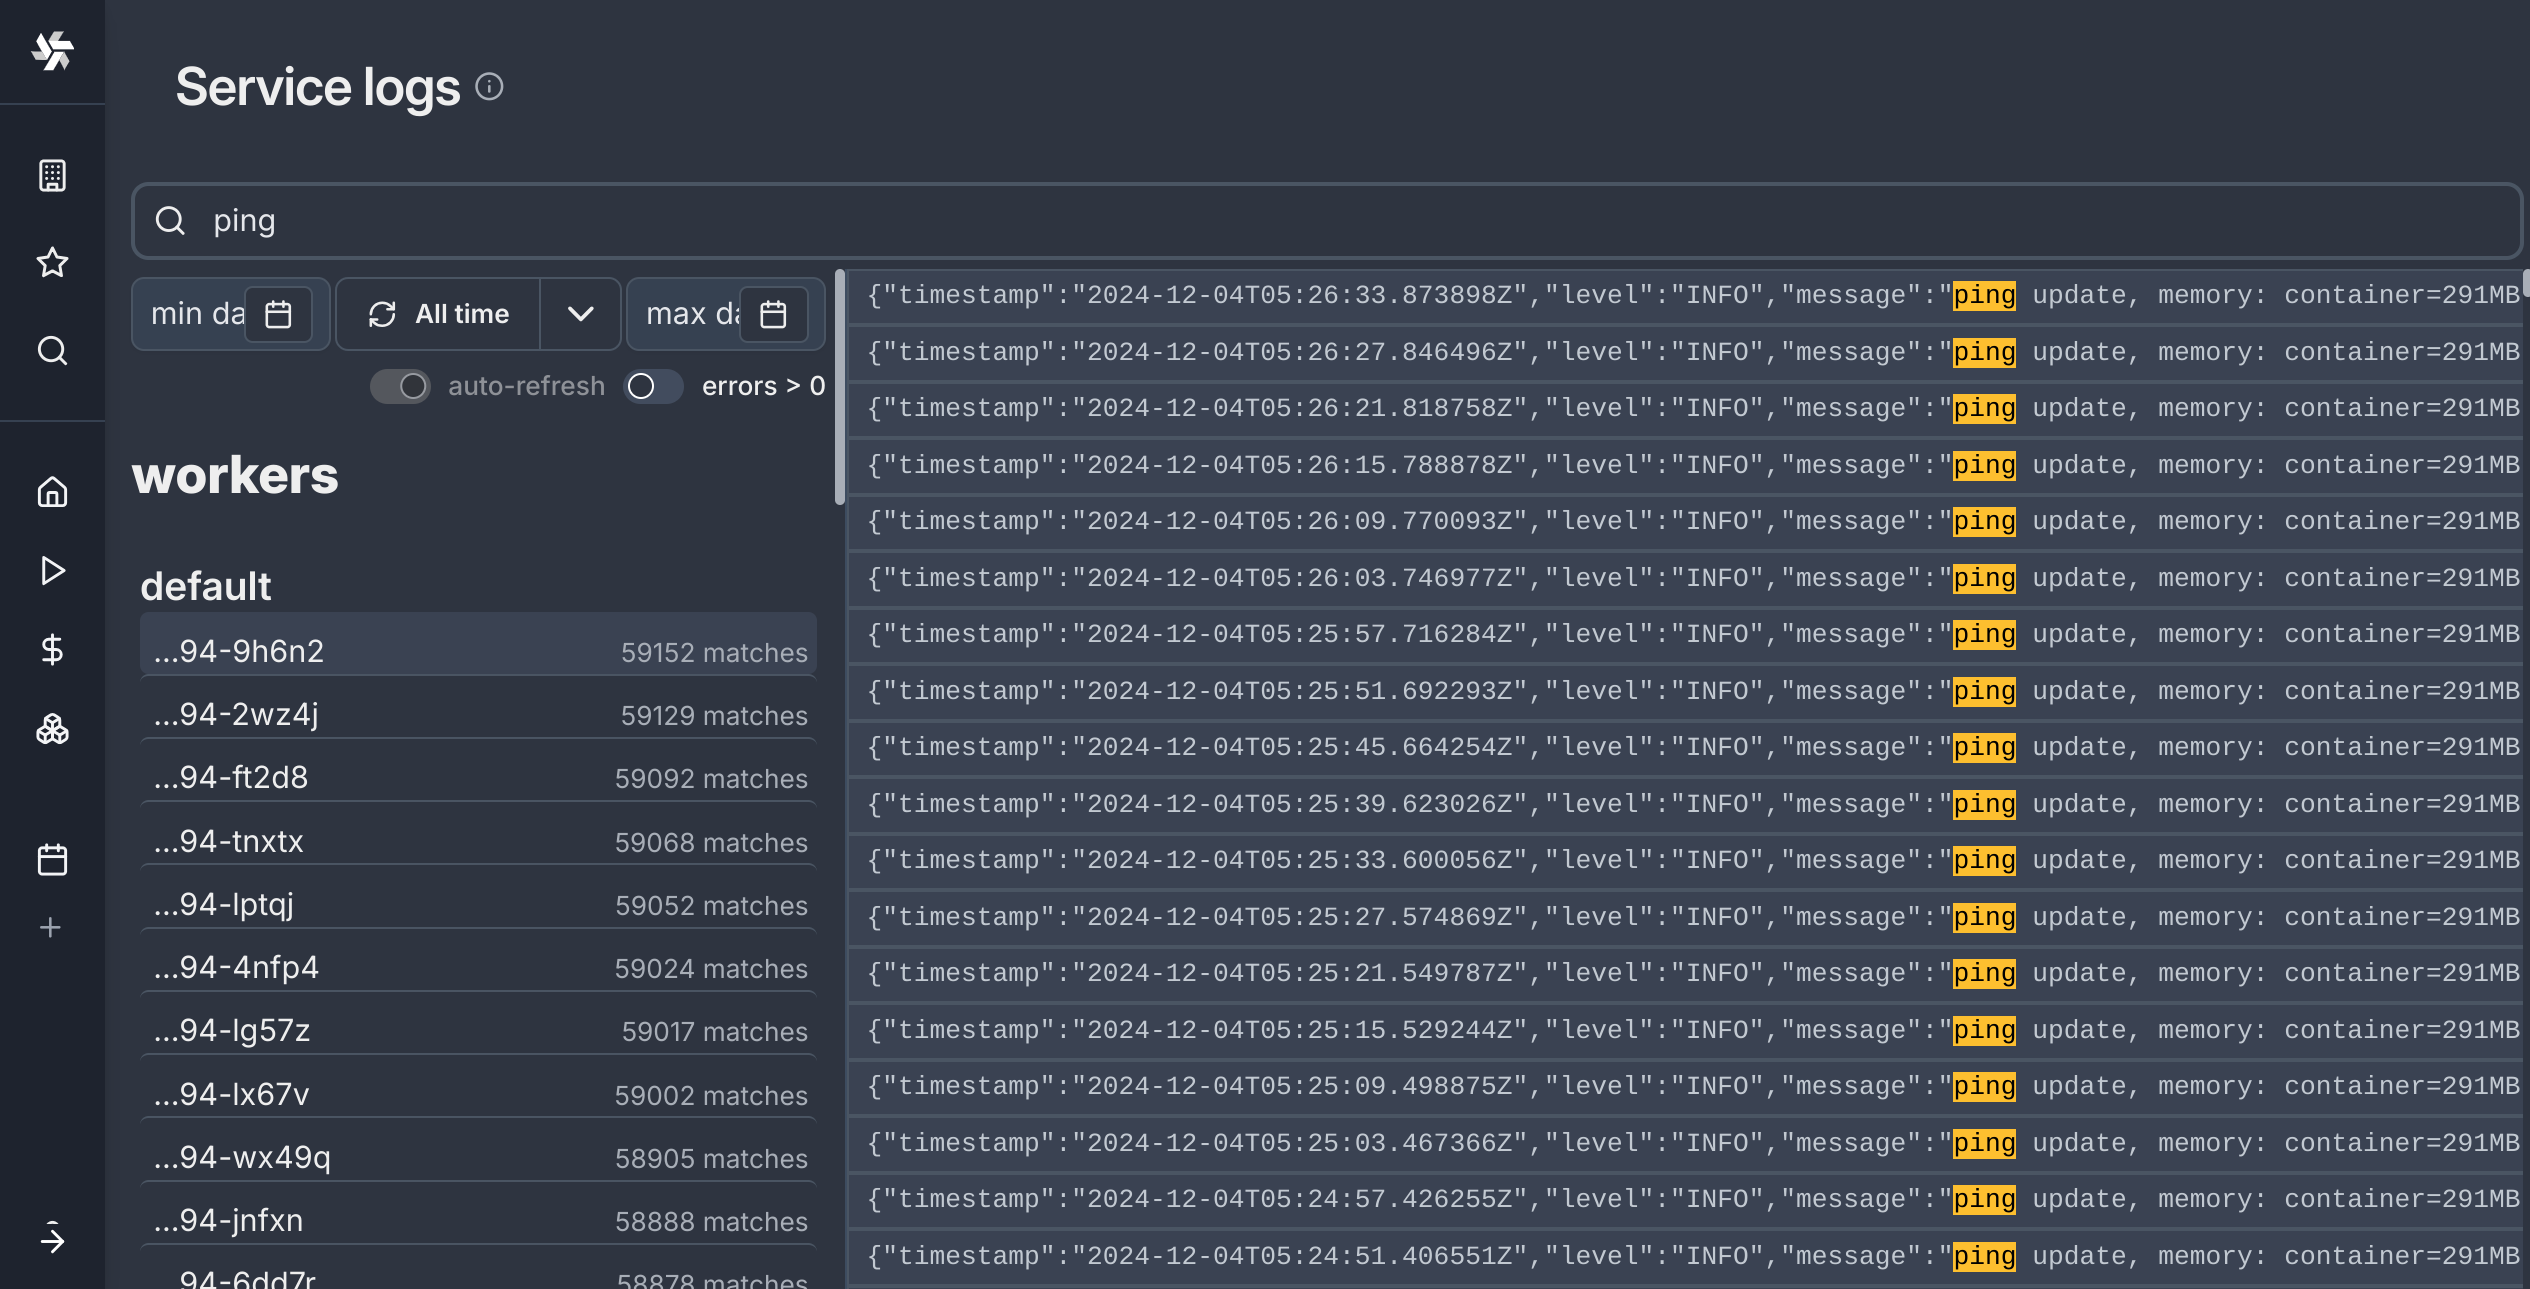 Service logs
ping
min da
All time
max da
auto-refresh
errors > 0
workers
default
...94-9h6n2 59152 matches
...94-2wz4j 59129 matches
...94-ft2d8 59092 matches
...94-tnxtx 59068 matches
...94-lptqj 59052 matches
...94-4nfp4 59024 matches
...94-lg57z 59017 matches
...94-lx67v 59002 matches
...94-wx49q 58905 matches
...94-jnfxn 58888 matches
94-6dd7r 58878 matches
{"timestamp":"2024-12-04T05:26:33.873898Z","level":"INFO","message":"ping update, memory: container=291MB
{"timestamp":"2024-12-04T05:26:27.846496Z","level":"INFO","message":"ping update, memory: container=291MB
{"timestamp":"2024-12-04T05:26:21.818758Z","level":"INFO","message":"ping update, memory: container=291MB
{"timestamp":"2024-12-04T05:26:15.788878Z","level":"INFO","message":"ping update, memory: container=291MB
{"timestamp":"2024-12-04T05:26:09.770093Z","level":"INFO","message":"ping update, memory: container=291MB
{"timestamp":"2024-12-04T05:26:03.746977Z","level":"INFO","message":"ping update, memory: container=291MB
{"timestamp":"2024-12-04T05:25:57.716284Z","level":"INFO","message":"ping update, memory: container=291MB
{"timestamp":"2024-12-04T05:25:51.692293Z","level":"INFO","message":"ping update, memory: container=291MB
{"timestamp":"2024-12-04T05:25:45.664254Z","level":"INFO","message":"ping update, memory: container=291MB
{"timestamp":"2024-12-04T05:25:39.623026Z","level":"INFO","message":"ping update, memory: container=291MB
{"timestamp":"2024-12-04T05:25:33.600056Z","level":"INFO","message":"ping update, memory: container=291MB
{"timestamp":"2024-12-04T05:25:27.574869Z","level":"INFO","message":"ping update, memory: container=291MB
{"timestamp":"2024-12-04T05:25:21.549787Z","level":"INFO","message":"ping update, memory: container=291MB
{"timestamp":"2024-12-04T05:25:15.529244Z","level":"INFO","message":"ping update, memory: container=291MB
{"timestamp":"2024-12-04T05:25:09.498875Z","level":"INFO","message":"ping update, memory: container=291MB
{"timestamp":"2024-12-04T05:25:03.467366Z","level":"INFO","message":"ping update, memory: container=291MB
{"timestamp":"2024-12-04T05:24:57.426255Z","level":"INFO","message":"ping update, memory: container=291MB
{"timestamp":"2024-12-04T05:24:51.406551Z","level":"INFO","message":"ping update, memory: container=291MB